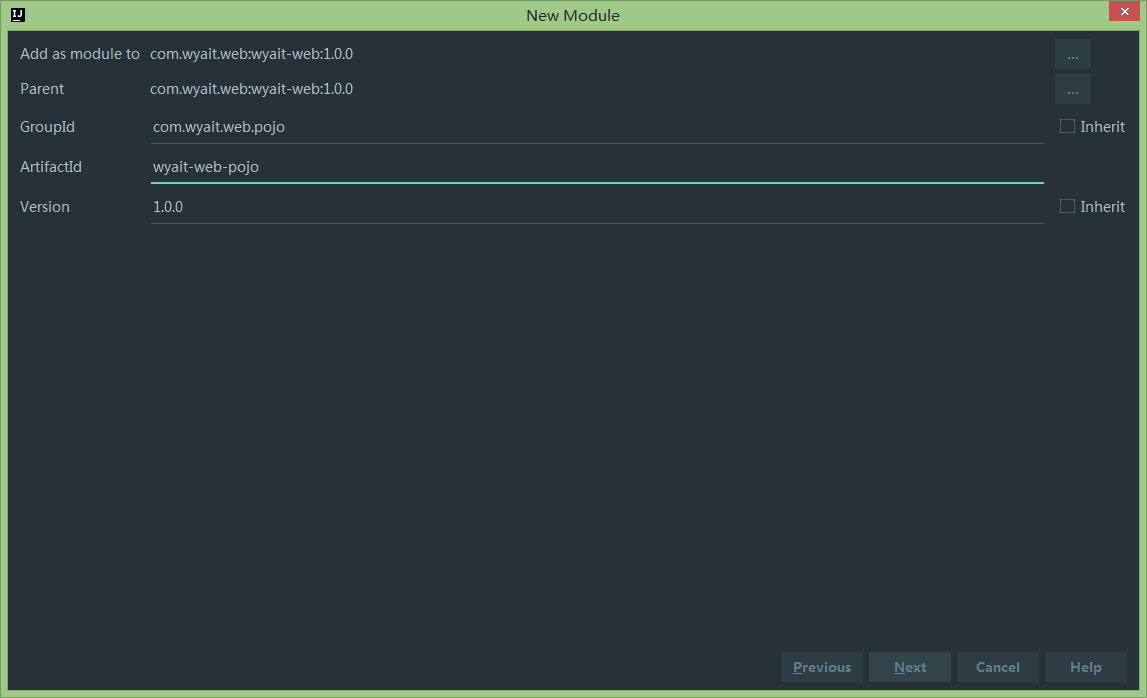 IJ
New Module
Add as module to com.wyait.web:wyait-web:1.0.0 ...
Parent com.wyait.web:wyait-web:1.0.0 ...
GroupId com.wyait.web.pojo Inherit
ArtifactId wyait-web-pojo
Version 1.0.0 Inherit
Previous Next Cancel Help